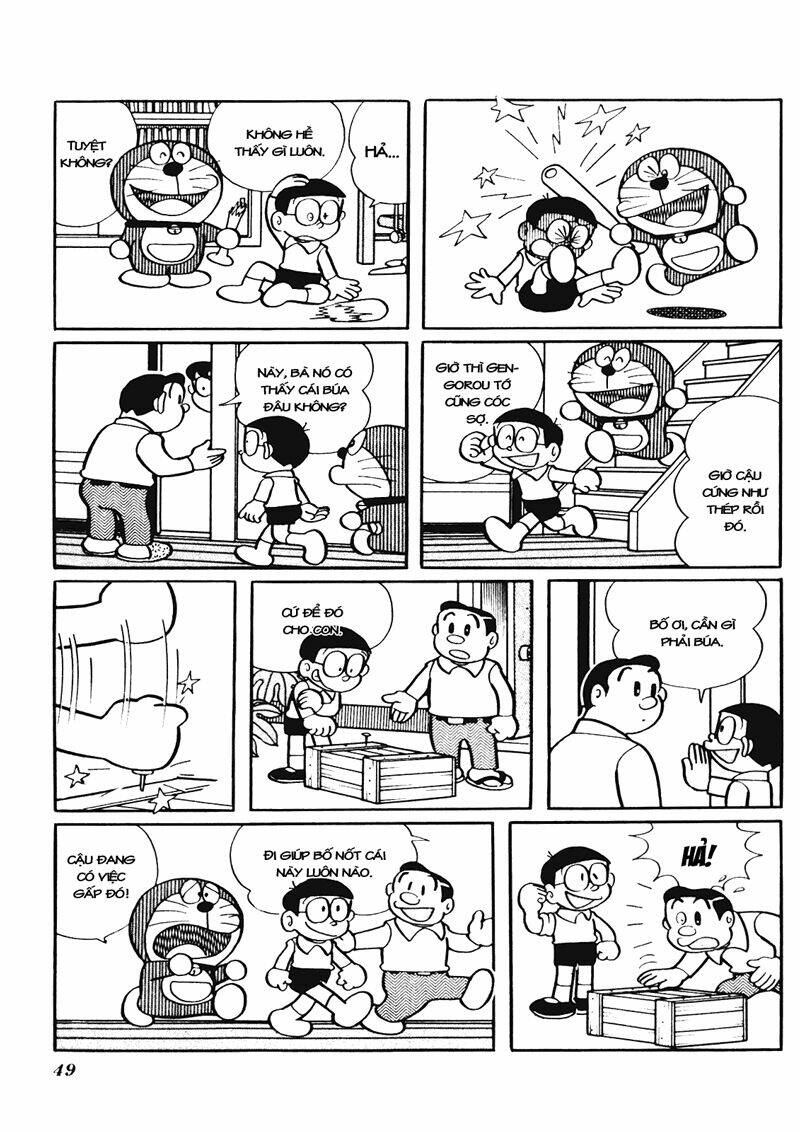 HẢ...
KHÔNG HỀ
THẤY GÌ LUÔN.
TUYỆT
KHÔNG?
GIỜ CẬU
CỨNG NHƯ
THÉP RỒI
ĐÓ.
GIỜ THÌ GEN-
GOROU TỚ
CŨNG CÓC
SỢ.
NÀY, BÀ NÓ CÓ
THẤY CÁI BÚA
ĐÂU KHÔNG?
BỐ ƠI, CẦN GÌ
PHẢI BÚA.
CỨ ĐỂ ĐÓ
CHO CON.
HẢ!
ĐI GIÚP BỐ NỐT CÁI
NÀY LUÔN NÀO.
CẬU ĐANG
CÓ VIỆC
GẤP ĐÓ!
49